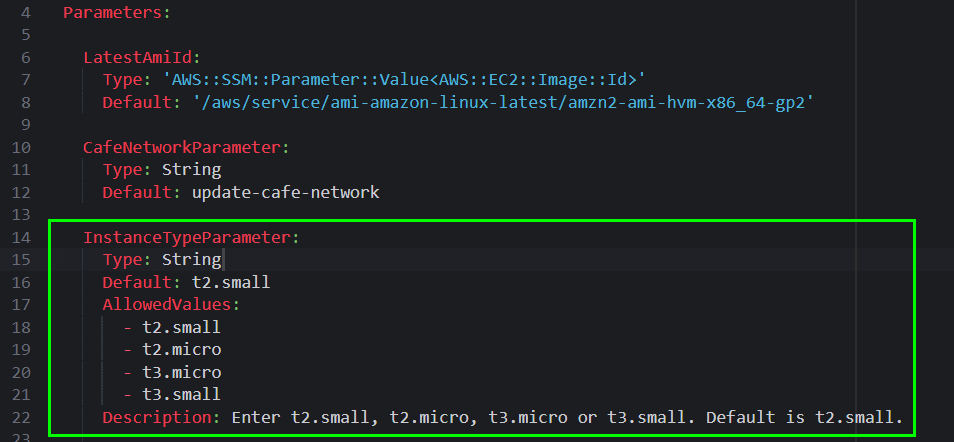 4 Parameters:
5
6 LatestAmiId:
7 Type: 'AWS::SSM::Parameter::Value<AWS::EC2::Image::Id>'
8 Default: '/aws/service/ami-amazon-linux-latest/amzn2-ami-hvm-x86_64-gp2'
9
10 CafeNetworkParameter:
11 Type: String
12 Default: update-cafe-network
13
14 InstanceTypeParameter:
15 Type: String
16 Default: t2.small
17 AllowedValues:
18 - t2.small
19 - t2.micro
20 - t3.micro
21 - t3.small
22 Description: Enter t2.small, t2.micro, t3.micro or t3.small. Default is t2.small.
23